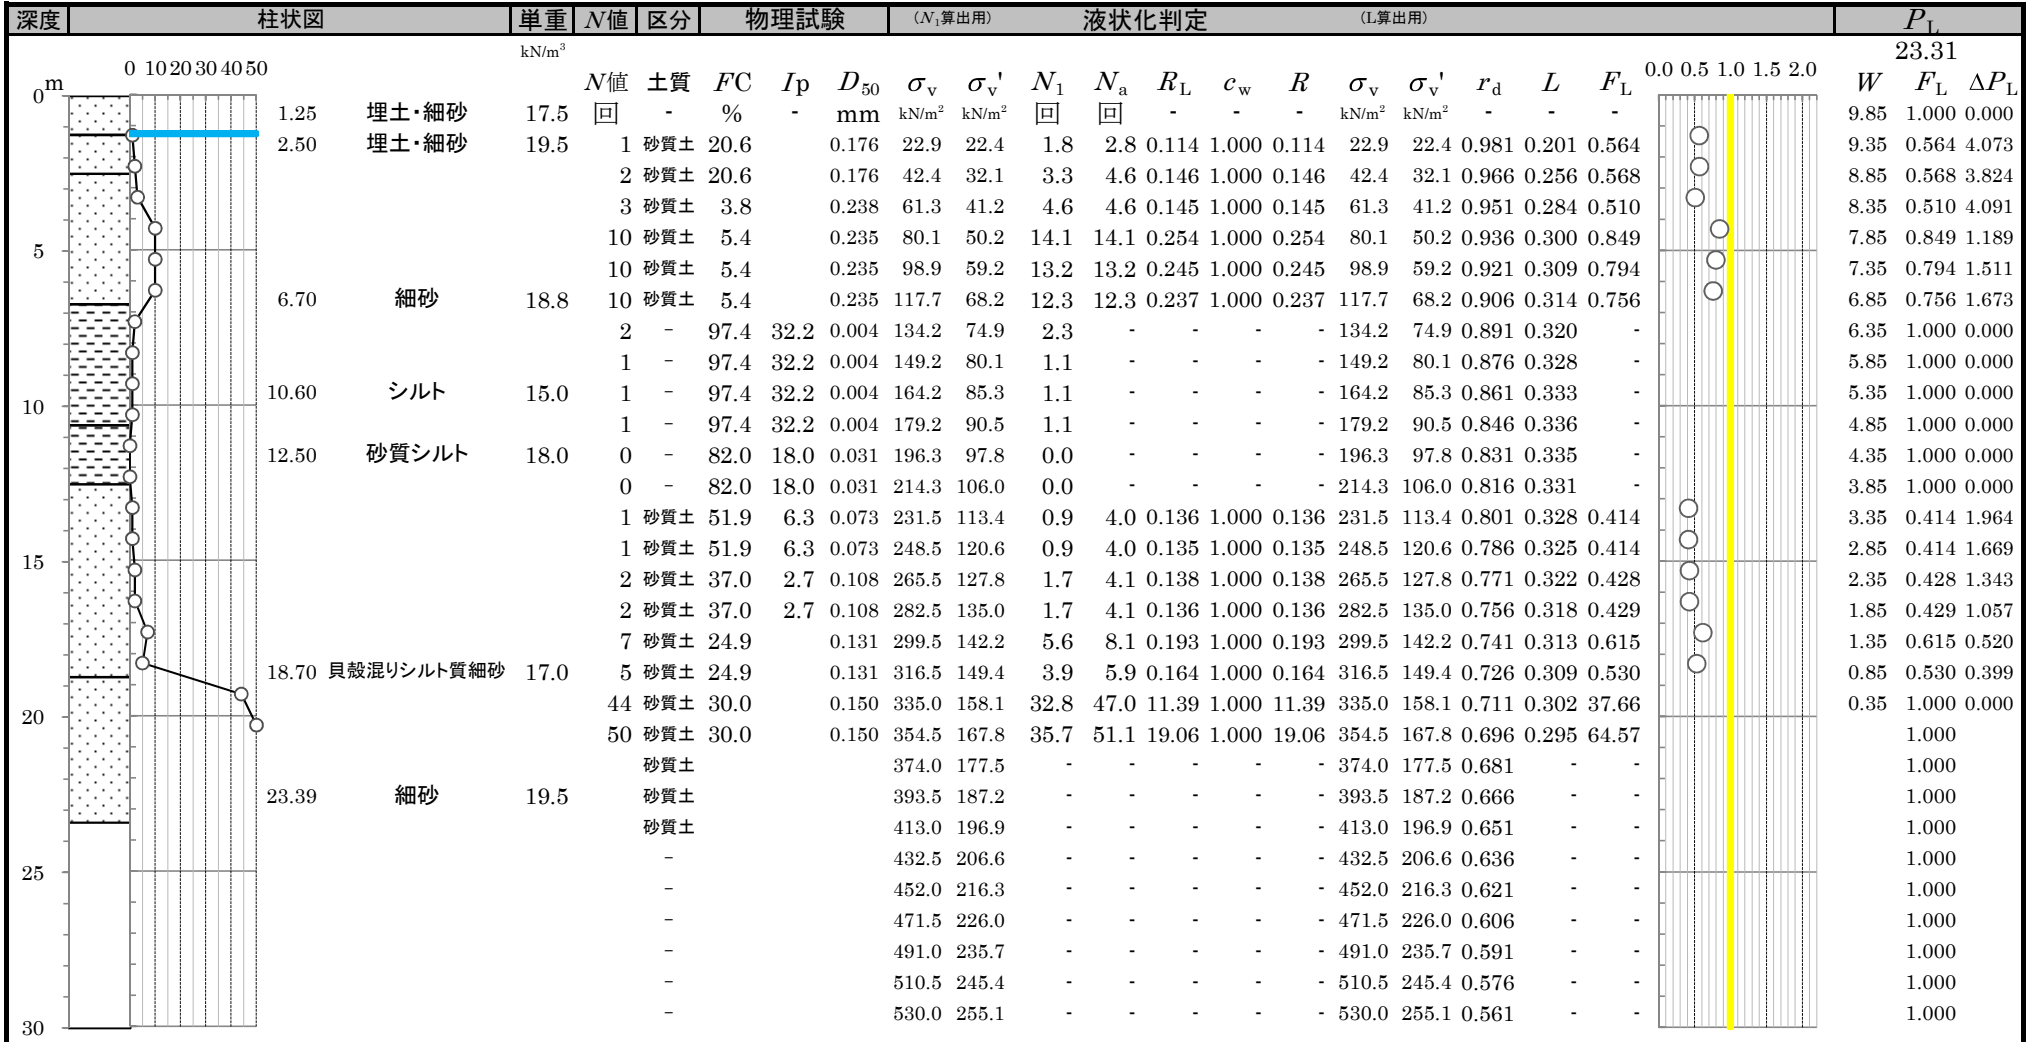 深度 柱状図 単重 N値 区分 物理試験 (N₁算出用) 液状化判定 (L算出用) P_L
kN/m³ 23.31
m 0 10 20 30 40 50 N値 土質 FC Ip D₅₀ σ_v σ_v' N₁ N_a R_L c_w R σ_v σ_v' r_d L F_L 0.0 0.5 1.0 1.5 2.0 W F_L ΔP_L
0 1.25 埋土・細砂 17.5 回 - % - mm kN/m² kN/m² 回 回 - - - kN/m² kN/m² - - - 9.85 1.000 0.000
2.50 埋土・細砂 19.5 1 砂質土 20.6 0.176 22.9 22.4 1.8 2.8 0.114 1.000 0.114 22.9 22.4 0.981 0.201 0.564 9.35 0.564 4.073
2 砂質土 20.6 0.176 42.4 32.1 3.3 4.6 0.146 1.000 0.146 42.4 32.1 0.966 0.256 0.568 8.85 0.568 3.824
3 砂質土 3.8 0.238 61.3 41.2 4.6 4.6 0.145 1.000 0.145 61.3 41.2 0.951 0.284 0.510 8.35 0.510 4.091
10 砂質土 5.4 0.235 80.1 50.2 14.1 14.1 0.254 1.000 0.254 80.1 50.2 0.936 0.300 0.849 7.85 0.849 1.189
5 10 砂質土 5.4 0.235 98.9 59.2 13.2 13.2 0.245 1.000 0.245 98.9 59.2 0.921 0.309 0.794 7.35 0.794 1.511
6.70 細砂 18.8 10 砂質土 5.4 0.235 117.7 68.2 12.3 12.3 0.237 1.000 0.237 117.7 68.2 0.906 0.314 0.756 6.85 0.756 1.673
2 - 97.4 32.2 0.004 134.2 74.9 2.3 - - - - 134.2 74.9 0.891 0.320 - 6.35 1.000 0.000
1 - 97.4 32.2 0.004 149.2 80.1 1.1 - - - - 149.2 80.1 0.876 0.328 - 5.85 1.000 0.000
10.60 シルト 15.0 1 - 97.4 32.2 0.004 164.2 85.3 1.1 - - - - 164.2 85.3 0.861 0.333 - 5.35 1.000 0.000
10 1 - 97.4 32.2 0.004 179.2 90.5 1.1 - - - - 179.2 90.5 0.846 0.336 - 4.85 1.000 0.000
12.50 砂質シルト 18.0 0 - 82.0 18.0 0.031 196.3 97.8 0.0 - - - - 196.3 97.8 0.831 0.335 - 4.35 1.000 0.000
0 - 82.0 18.0 0.031 214.3 106.0 0.0 - - - - 214.3 106.0 0.816 0.331 - 3.85 1.000 0.000
1 砂質土 51.9 6.3 0.073 231.5 113.4 0.9 4.0 0.136 1.000 0.136 231.5 113.4 0.801 0.328 0.414 3.35 0.414 1.964
1 砂質土 51.9 6.3 0.073 248.5 120.6 0.9 4.0 0.135 1.000 0.135 248.5 120.6 0.786 0.325 0.414 2.85 0.414 1.669
15 2 砂質土 37.0 2.7 0.108 265.5 127.8 1.7 4.1 0.138 1.000 0.138 265.5 127.8 0.771 0.322 0.428 2.35 0.428 1.343
2 砂質土 37.0 2.7 0.108 282.5 135.0 1.7 4.1 0.136 1.000 0.136 282.5 135.0 0.756 0.318 0.429 1.85 0.429 1.057
7 砂質土 24.9 0.131 299.5 142.2 5.6 8.1 0.193 1.000 0.193 299.5 142.2 0.741 0.313 0.615 1.35 0.615 0.520
18.70 貝殻混りシルト質細砂 17.0 5 砂質土 24.9 0.131 316.5 149.4 3.9 5.9 0.164 1.000 0.164 316.5 149.4 0.726 0.309 0.530 0.85 0.530 0.399
44 砂質土 30.0 0.150 335.0 158.1 32.8 47.0 11.39 1.000 11.39 335.0 158.1 0.711 0.302 37.66 0.35 1.000 0.000
20 50 砂質土 30.0 0.150 354.5 167.8 35.7 51.1 19.06 1.000 19.06 354.5 167.8 0.696 0.295 64.57 1.000
砂質土 374.0 177.5 - - - - - 374.0 177.5 0.681 - - 1.000
23.39 細砂 19.5 砂質土 393.5 187.2 - - - - - 393.5 187.2 0.666 - - 1.000
砂質土 413.0 196.9 - - - - - 413.0 196.9 0.651 - - 1.000
- 432.5 206.6 - - - - - 432.5 206.6 0.636 - - 1.000
25 - 452.0 216.3 - - - - - 452.0 216.3 0.621 - - 1.000
- 471.5 226.0 - - - - - 471.5 226.0 0.606 - - 1.000
- 491.0 235.7 - - - - - 491.0 235.7 0.591 - - 1.000
- 510.5 245.4 - - - - - 510.5 245.4 0.576 - - 1.000
30 - 530.0 255.1 - - - - - 530.0 255.1 0.561 - - 1.000